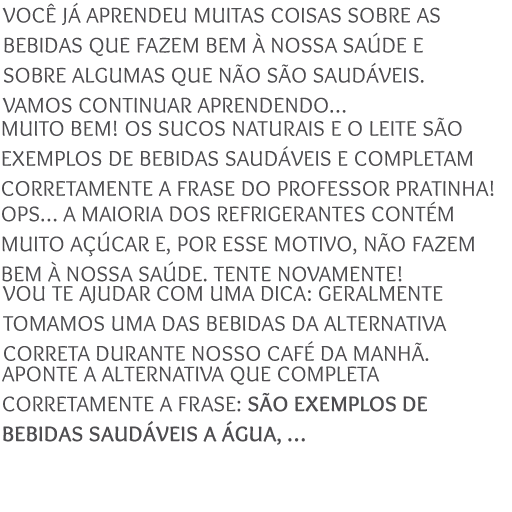 VOCÊ JÁ APRENDEU MUITAS COISAS SOBRE AS
BEBIDAS QUE FAZEM BEM À NOSSA SAÚDE E
SOBRE ALGUMAS QUE NÃO SÃO SAUDÁVEIS.
VAMOS CONTINUAR APRENDENDO...
MUITO BEM! OS SUCOS NATURAIS E O LEITE SÃO
EXEMPLOS DE BEBIDAS SAUDÁVEIS E COMPLETAM
CORRETAMENTE A FRASE DO PROFESSOR PRATINHA!
OPS... A MAIORIA DOS REFRIGERANTES CONTÉM
MUITO AÇÚCAR E, POR ESSE MOTIVO, NÃO FAZEM
BEM À NOSSA SAÚDE. TENTE NOVAMENTE!
VOU TE AJUDAR COM UMA DICA: GERALMENTE
TOMAMOS UMA DAS BEBIDAS DA ALTERNATIVA
CORRETA DURANTE NOSSO CAFÉ DA MANHÃ.
APONTE A ALTERNATIVA QUE COMPLETA
CORRETAMENTE A FRASE: SÃO EXEMPLOS DE
BEBIDAS SAUDÁVEIS A ÁGUA, ...